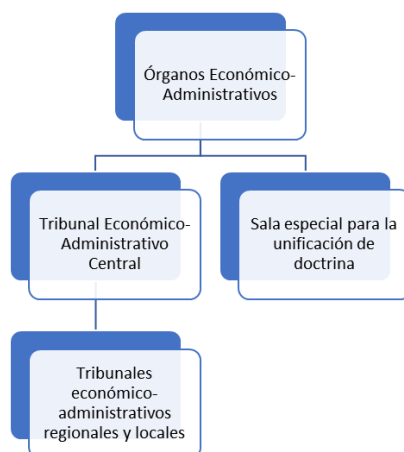 Órganos Económico-
Administrativos
Tribunal Económico-
Administrativo
Central
Sala especial para la
unificación de
doctrina
Tribunales
económico-
administrativos
regionales y locales